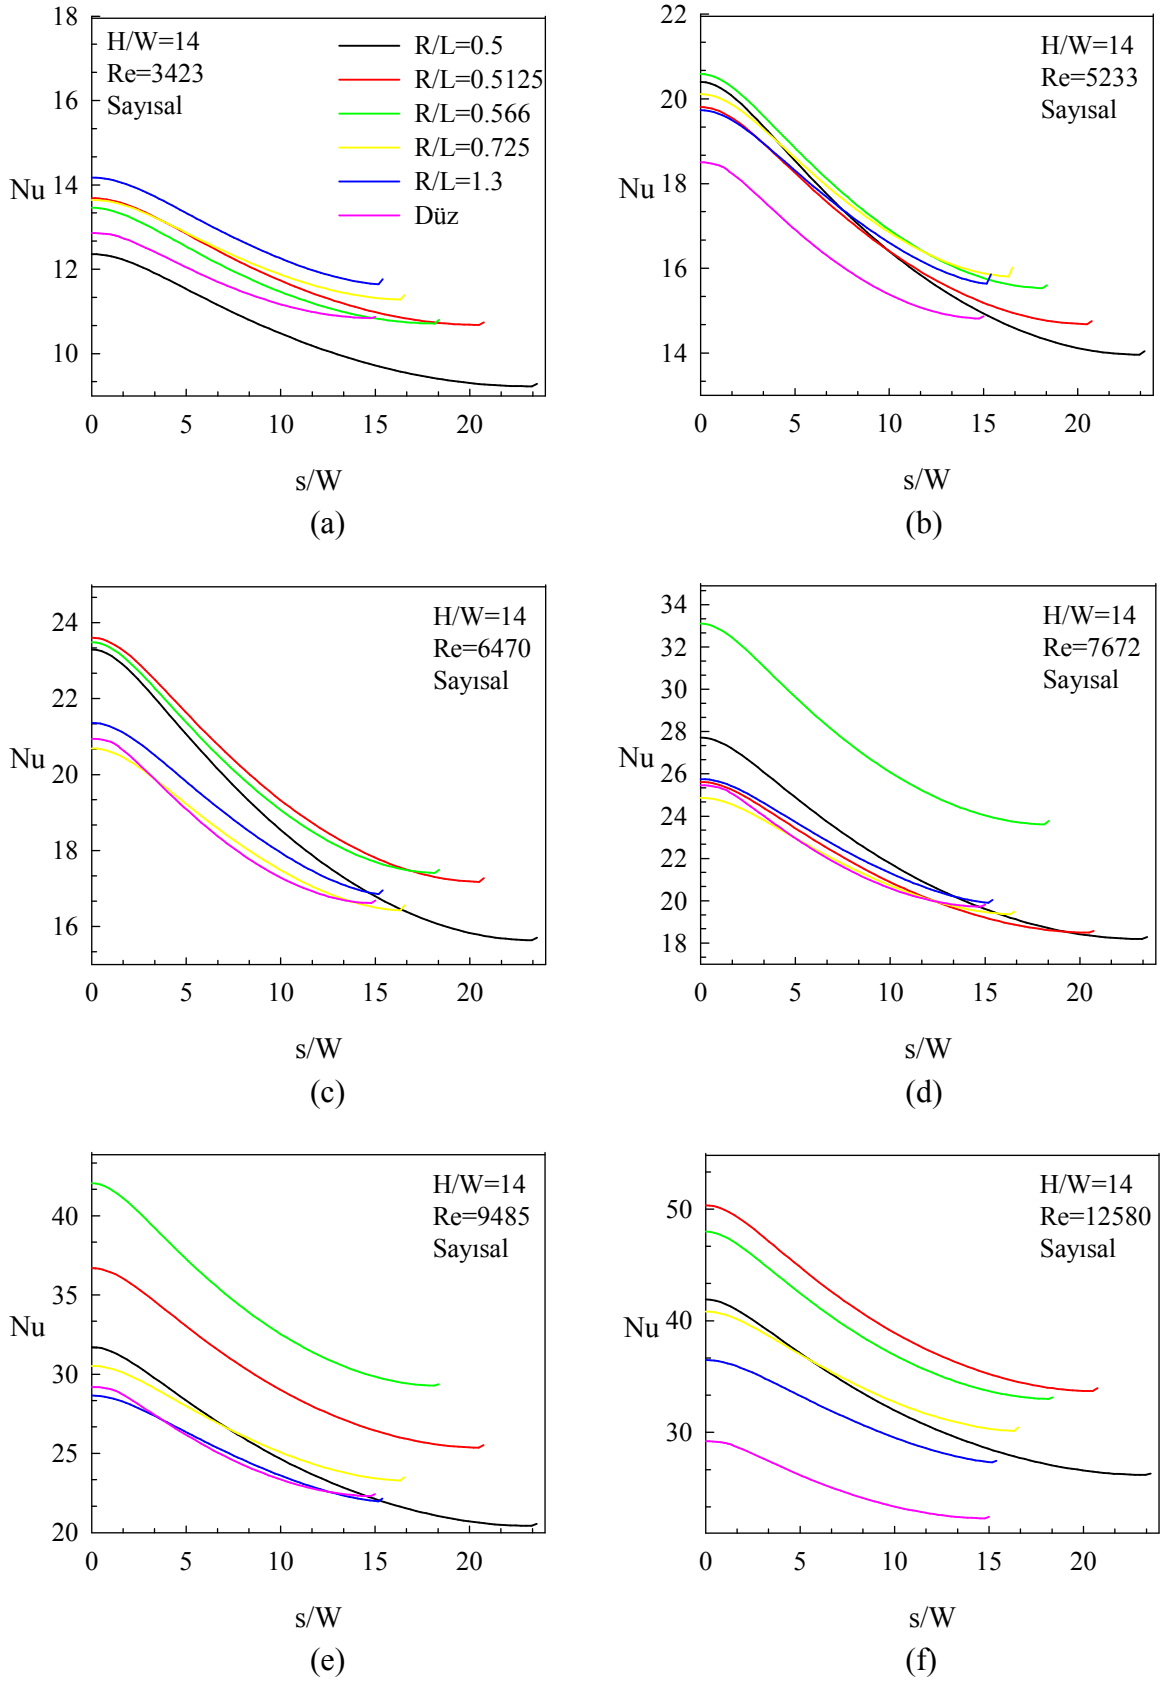 18
16
14
12
10
Nu
H/W=14
Re=3423
Sayısal
R/L=0.5
R/L=0.5125
R/L=0.566
R/L=0.725
R/L=1.3
Düz
0 5 10 15 20
s/W
(a)
22
20
18
16
14
Nu
H/W=14
Re=5233
Sayısal
0 5 10 15 20
s/W
(b)
24
22
20
18
16
Nu
H/W=14
Re=6470
Sayısal
0 5 10 15 20
s/W
(c)
34
32
30
28
26
24
22
20
18
Nu
H/W=14
Re=7672
Sayısal
0 5 10 15 20
s/W
(d)
40
35
30
25
20
Nu
H/W=14
Re=9485
Sayısal
0 5 10 15 20
s/W
(e)
50
40
30
Nu
H/W=14
Re=12580
Sayısal
0 5 10 15 20
s/W
(f)